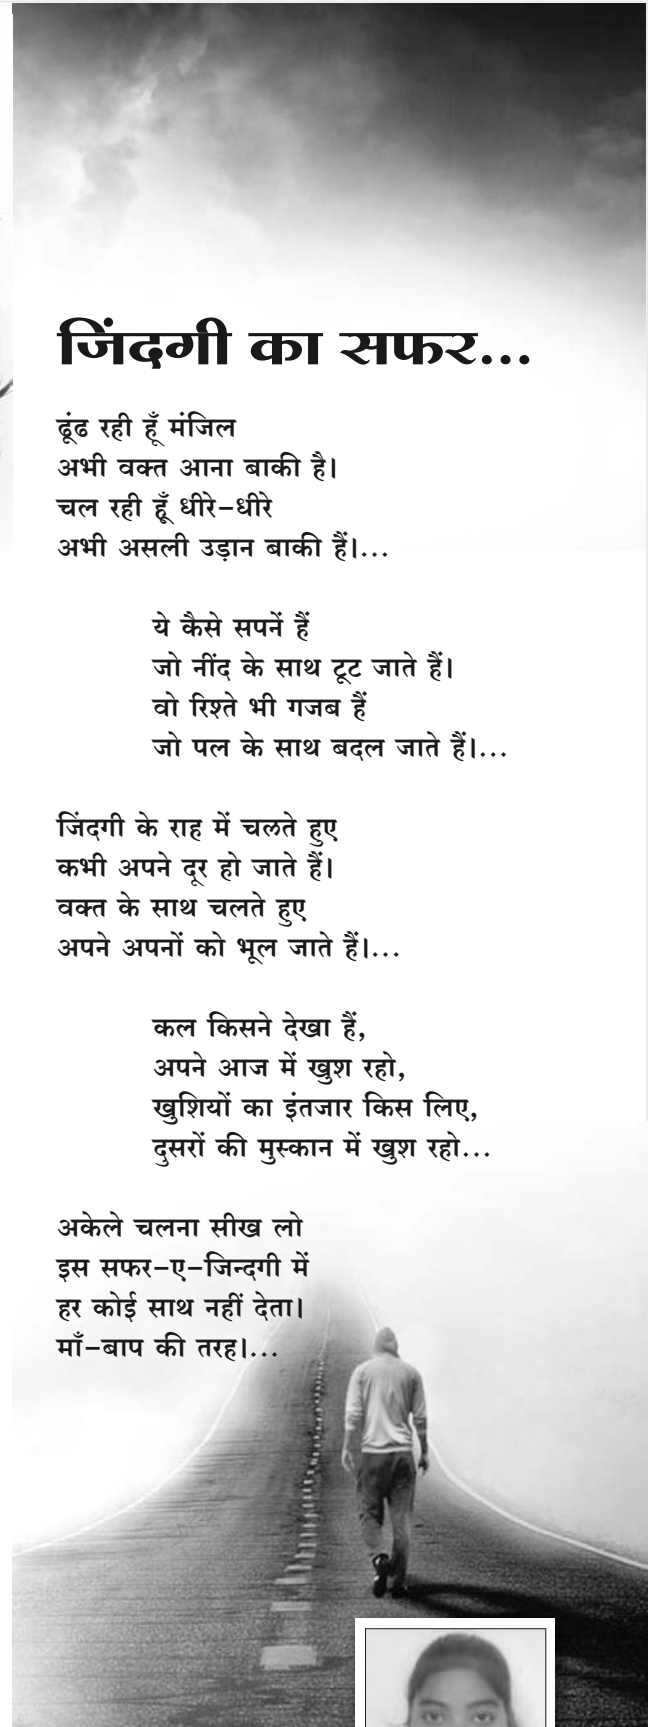 जिंदगी का सफर...
ढूंढ रही हूँ मंजिल
अभी वक्त आना बाकी है।
चल रही हूँ धीरे-धीरे
अभी असली उड़ान बाकी हैं।...
ये कैसे सपनें हैं
जो नींद के साथ टूट जाते हैं।
वो रिश्ते भी गजब हैं
जो पल के साथ बदल जाते हैं।...
जिंदगी के राह में चलते हुए
कभी अपने दूर हो जाते हैं।
वक्त के साथ चलते हुए
अपने अपनों को भूल जाते हैं।...
कल किसने देखा हैं,
अपने आज में खुश रहो,
खुशियों का इंतजार किस लिए,
दुसरों की मुस्कान में खुश रहो...
अकेले चलना सीख लो
इस सफर-ए-जिन्दगी में
हर कोई साथ नहीं देता।
माँ-बाप की तरह।...